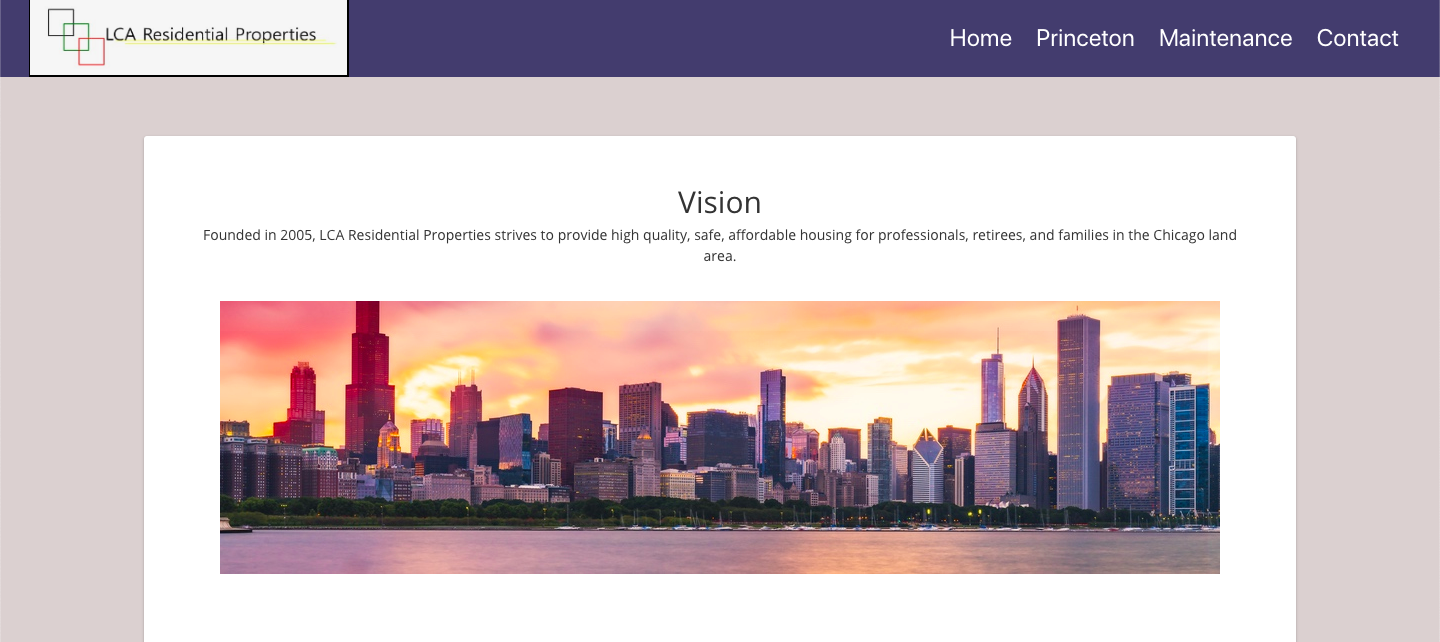 LCA Residential Properties
Home Princeton Maintenance Contact
Vision
Founded in 2005, LCA Residential Properties strives to provide high quality, safe, affordable housing for professionals, retirees, and families in the Chicago land
area.